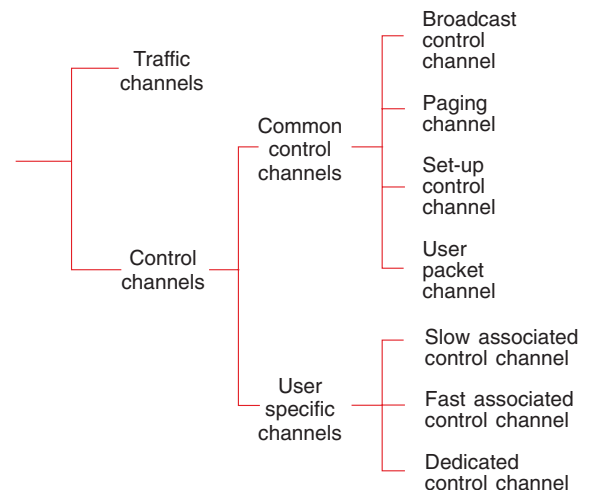 Traffic
channels
Control
channels
Common
control
channels
User
specific
channels
Broadcast
control
channel
Paging
channel
Set-up
control
channel
User
packet
channel
Slow associated
control channel
Fast associated
control channel
Dedicated
control channel